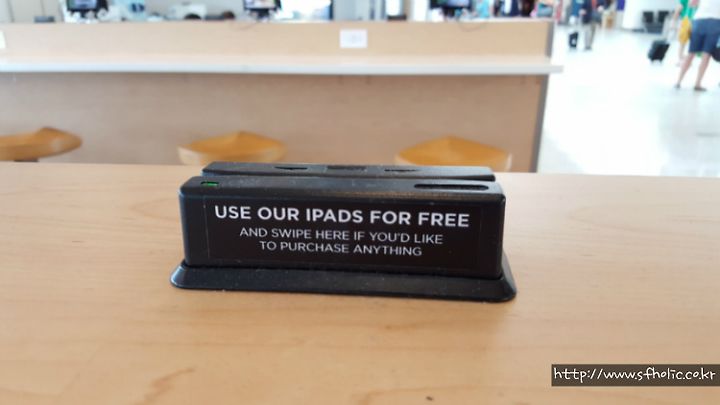 USE OUR IPADS FOR FREE
AND SWIPE HERE IF YOU'D LIKE
TO PURCHASE ANYTHING
http://www.sfholic.co.kr